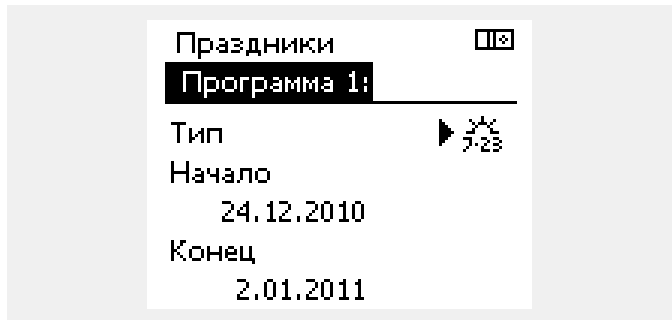 Праздники
Программа 1:
Тип
7-23
Начало
24.12.2010
Конец
2.01.2011